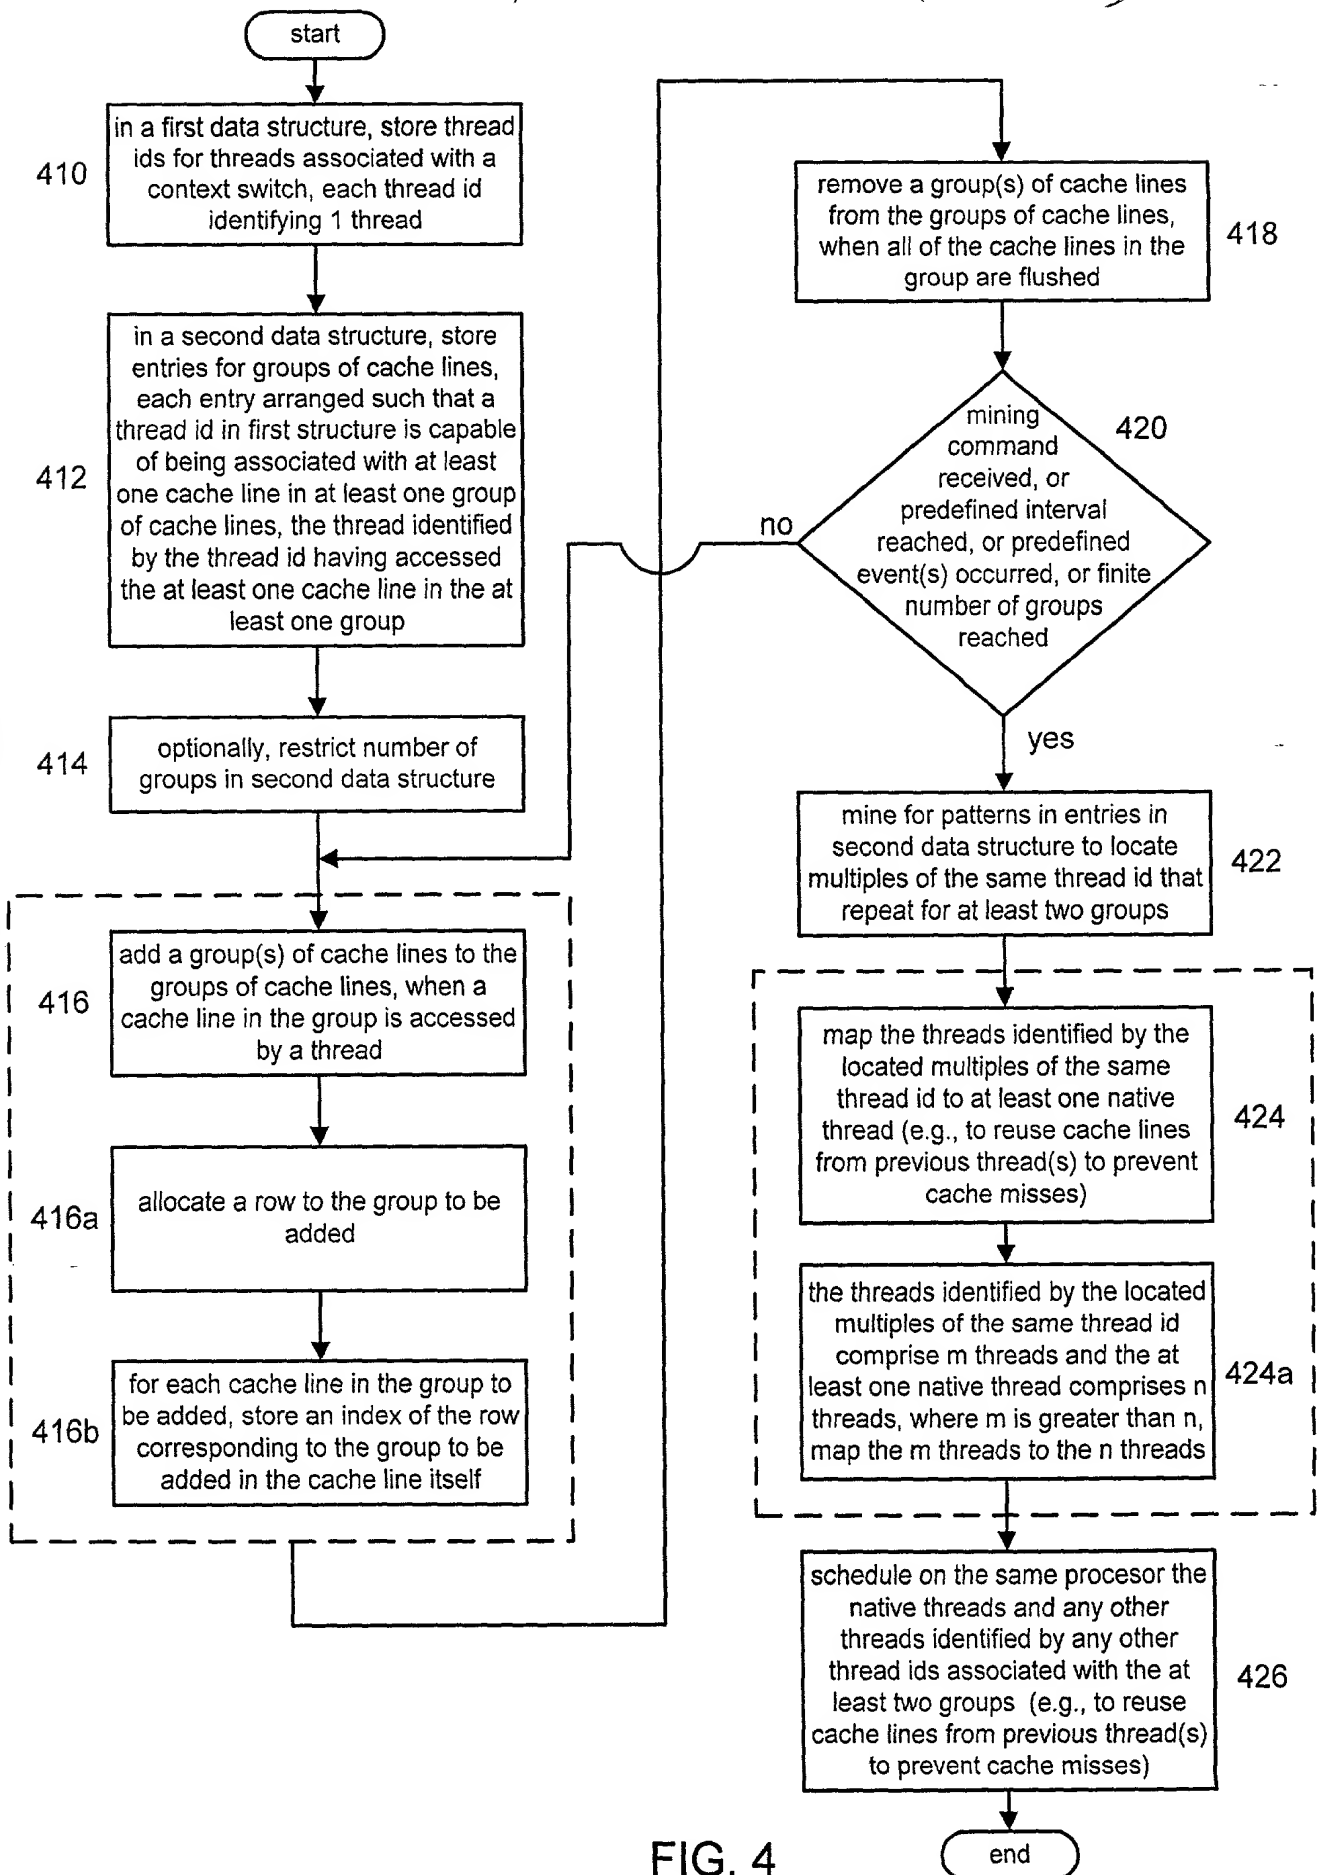 start
410
in a first data structure, store thread
ids for threads associated with a
context switch, each thread id
identifying 1 thread
412
in a second data structure, store
entries for groups of cache lines,
each entry arranged such that a
thread id in first structure is capable
of being associated with at least
one cache line in at least one group
of cache lines, the thread identified
by the thread id having accessed
the at least one cache line in the at
least one group
414
optionally, restrict number of
groups in second data structure
416
add a group(s) of cache lines to the
groups of cache lines, when a
cache line in the group is accessed
by a thread
416a
allocate a row to the group to be
added
416b
for each cache line in the group to
be added, store an index of the row
corresponding to the group to be
added in the cache line itself
remove a group(s) of cache lines
from the groups of cache lines,
when all of the cache lines in the
group are flushed
418
mining
command
received, or
predefined interval
reached, or predefined
event(s) occurred, or finite
number of groups
reached
420
no
yes
mine for patterns in entries in
second data structure to locate
multiples of the same thread id that
repeat for at least two groups
422
map the threads identified by the
located multiples of the same
thread id to at least one native
thread (e.g., to reuse cache lines
from previous thread(s) to prevent
cache misses)
424
the threads identified by the located
multiples of the same thread id
comprise m threads and the at
least one native thread comprises n
threads, where m is greater than n,
map the m threads to the n threads
424a
schedule on the same procesor the
native threads and any other
threads identified by any other
thread ids associated with the at
least two groups (e.g., to reuse
cache lines from previous thread(s)
to prevent cache misses)
426
end
FIG. 4